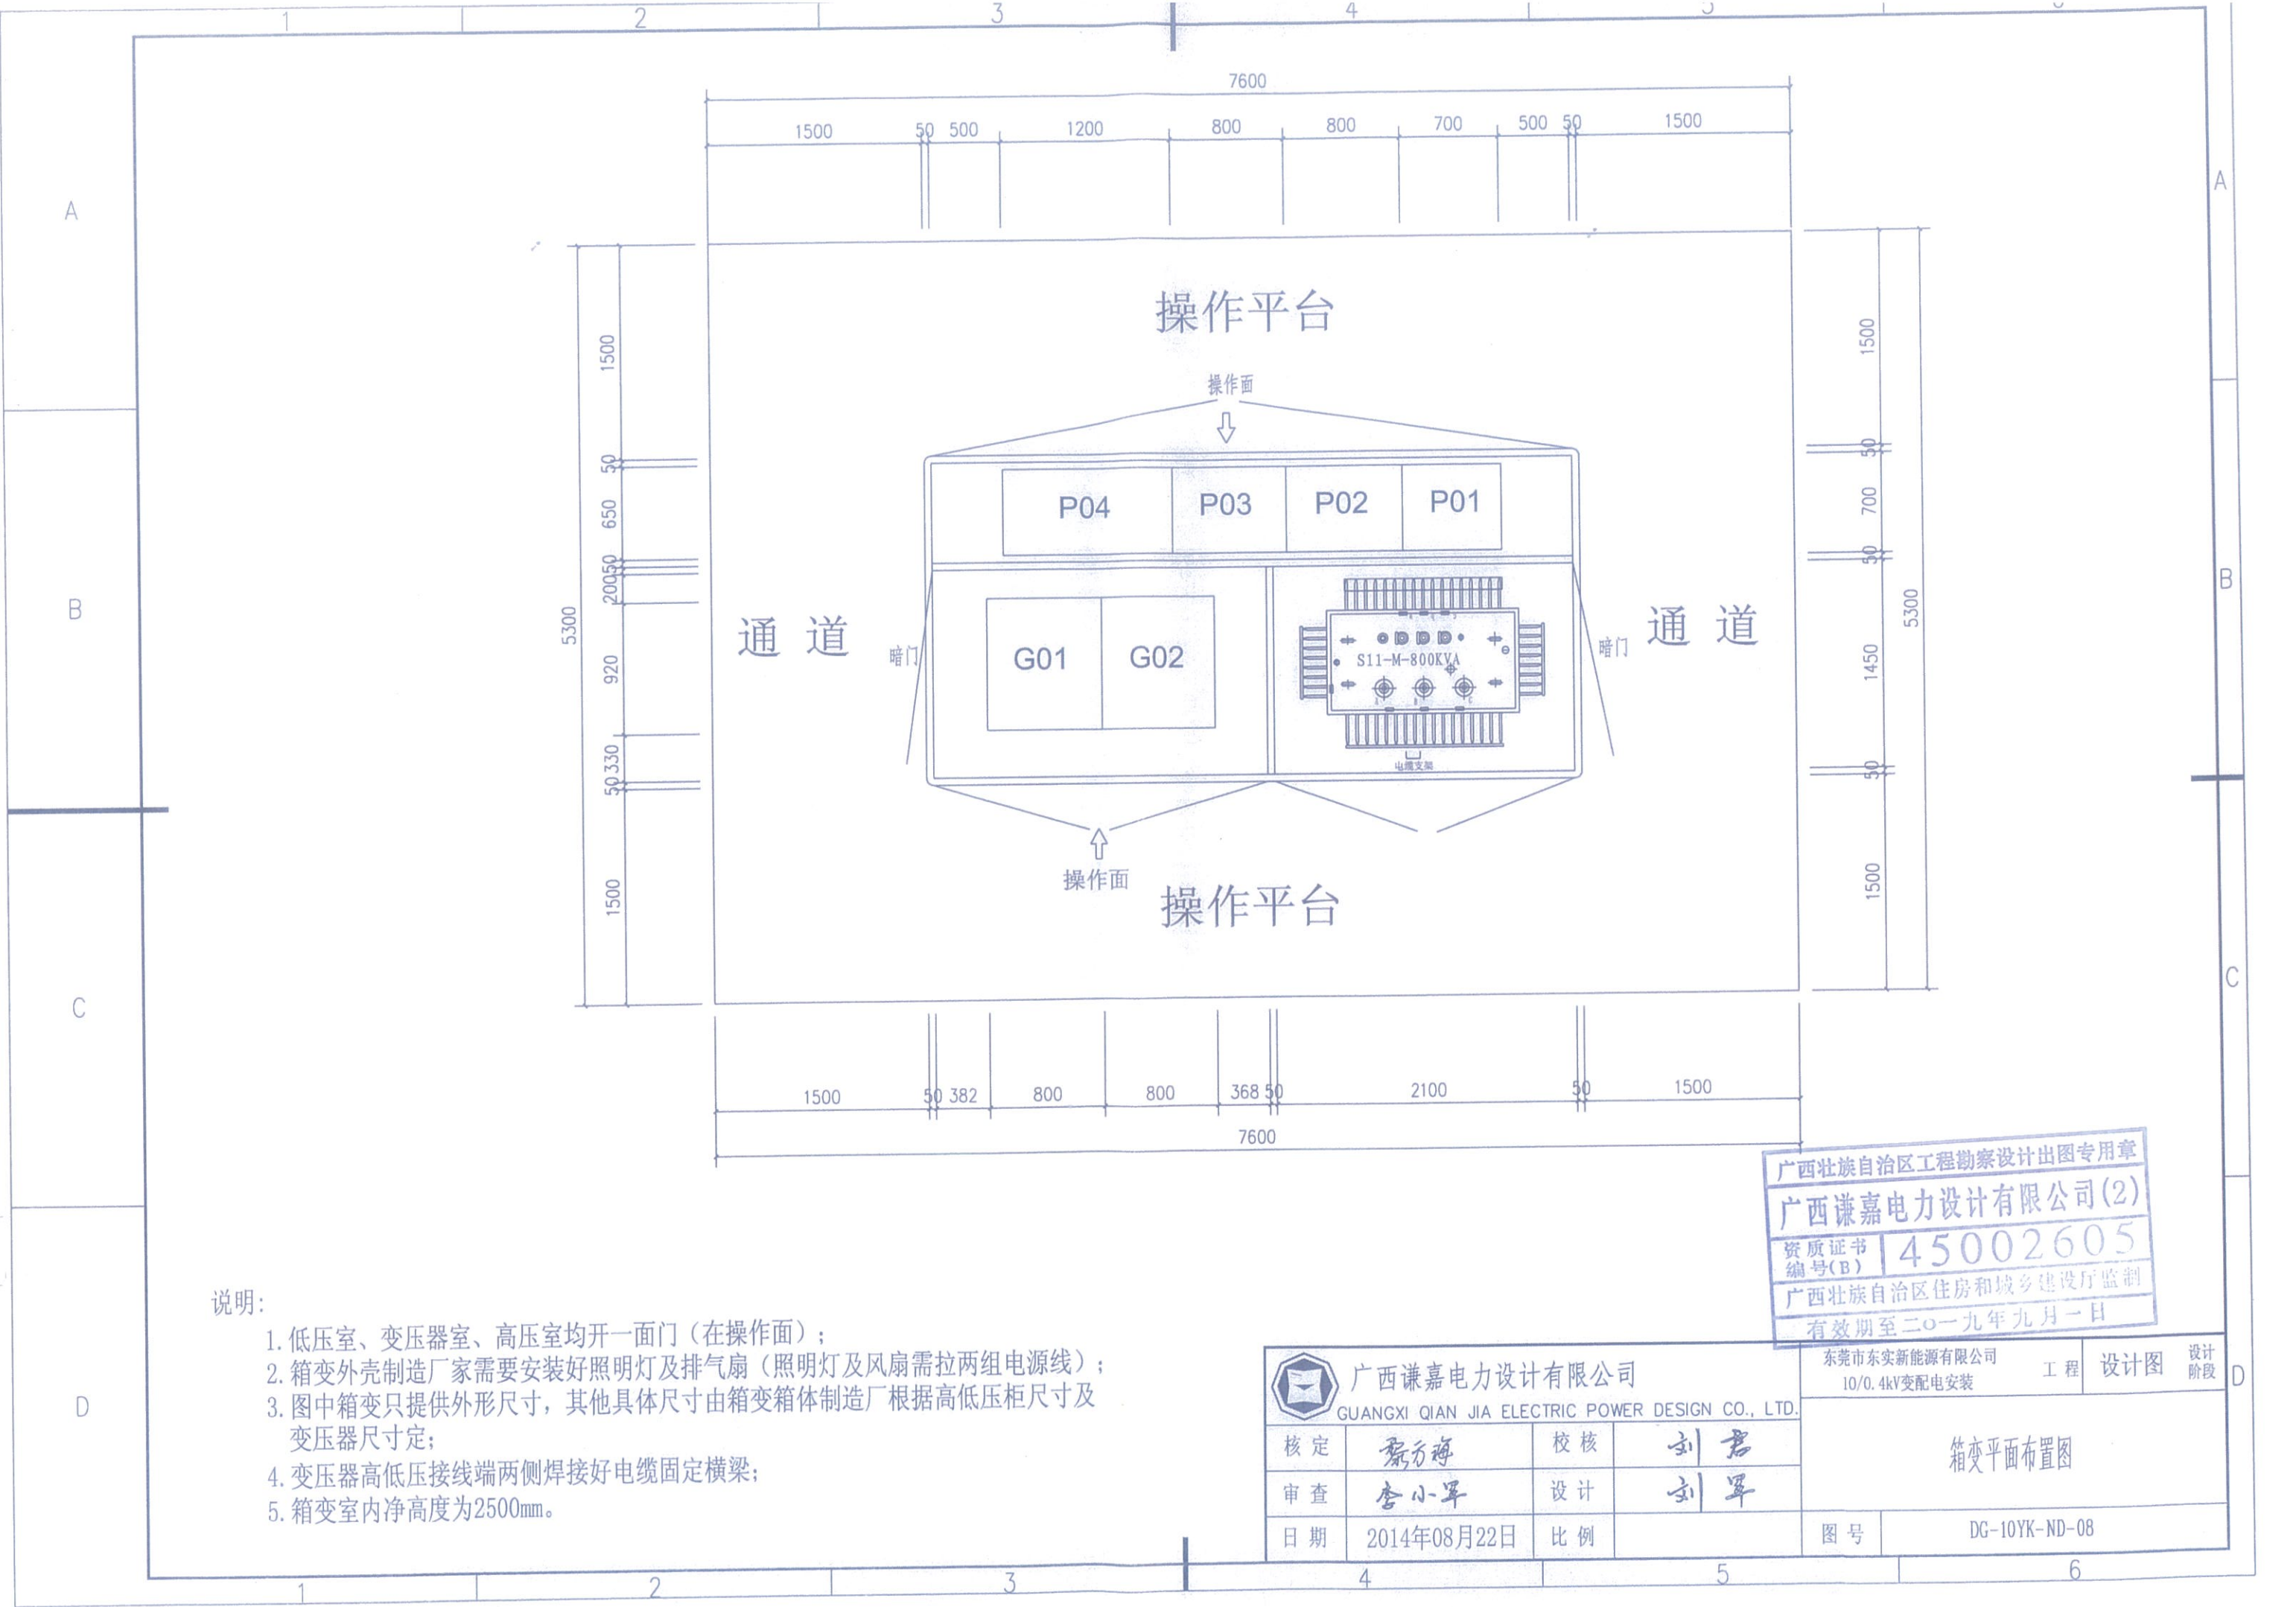 1 2 3 4
7600
1500 50 500 1200 800 800 700 500 50 1500
A
A
操作平台
1500
1500
操作面
50
50
P04 P03 P02 P01
650
700
50
50
200
B
B
5300
5300
通 道
通 道
暗门
暗门
G01 G02
S11-M-800KVA
920
1450
330
50
50
电缆支架
操作面
操作平台
1500
1500
C
C
1500 50 382 800 800 368 50 2100 50 1500
7600
广西壮族自治区工程勘察设计出图专用章
广西谦嘉电力设计有限公司(2)
资质证书
编号(B)
45002605
广西壮族自治区住房和城乡建设厅监制
有效期至二〇一九年九月一日
说明:
1.低压室、变压器室、高压室均开一面门（在操作面）;
2.箱变外壳制造厂家需要安装好照明灯及排气扇（照明灯及风扇需拉两组电源线）;
3.图中箱变只提供外形尺寸，其他具体尺寸由箱变箱体制造厂根据高低压柜尺寸及
变压器尺寸定;
4.变压器高低压接线端两侧焊接好电缆固定横梁;
5.箱变室内净高度为2500mm。
D
D
广西谦嘉电力设计有限公司
GUANGXI QIAN JIA ELECTRIC POWER DESIGN CO., LTD.
东莞市东实新能源有限公司
10/0.4kV变配电安装
工程
设计图
设计
阶段
核定
校核 刘君
审查 李小军
设计 刘军
日期 2014年08月22日
比例
箱变平面布置图
图号 DG-10YK-ND-08
1 2 3 4 5 6